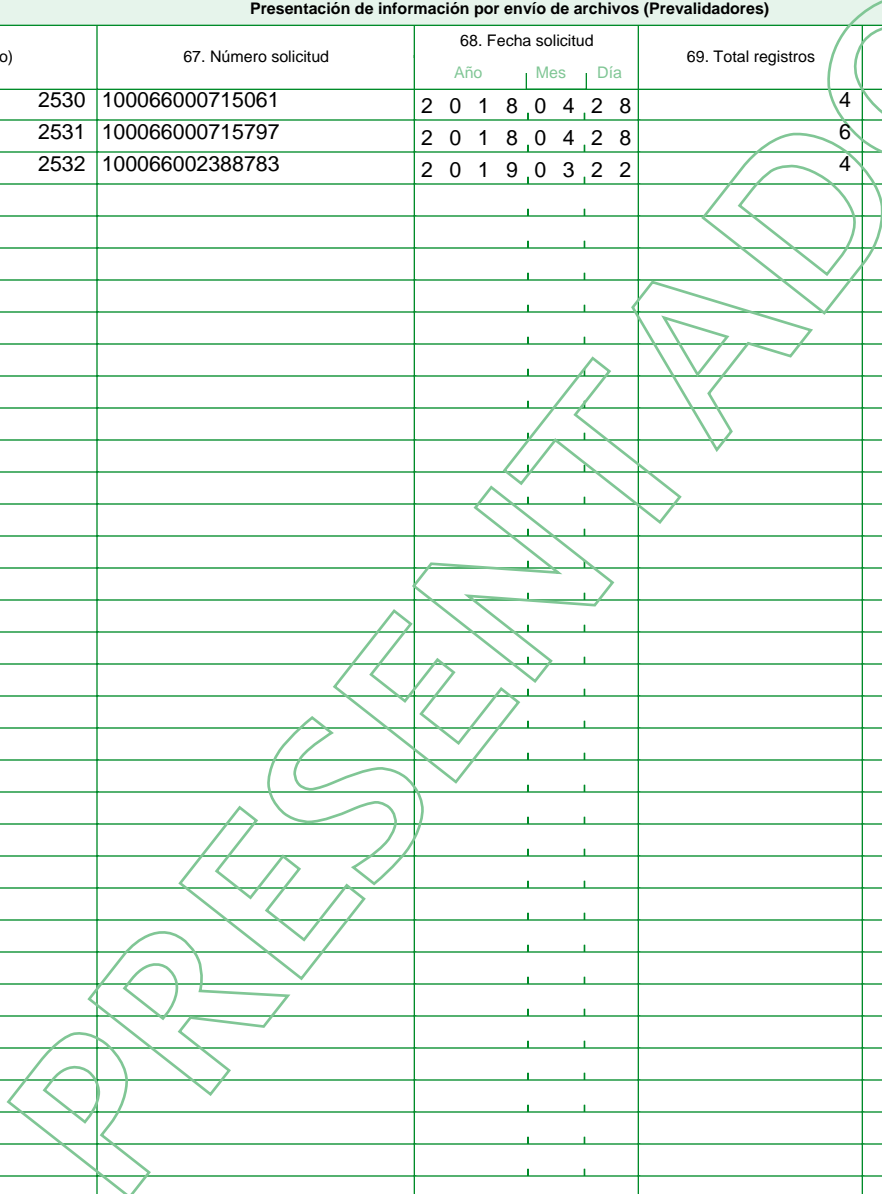 Presentación de información por envío de archivos (Prevalidadores)
o) 67. Número solicitud 68. Fecha solicitud 69. Total registros
Año Mes Día
2530 100066000715061 2 0 1 8 0 4 2 8 4
2531 100066000715797 2 0 1 8 0 4 2 8 6
2532 100066002388783 2 0 1 9 0 3 2 2 4
PRESENTADO